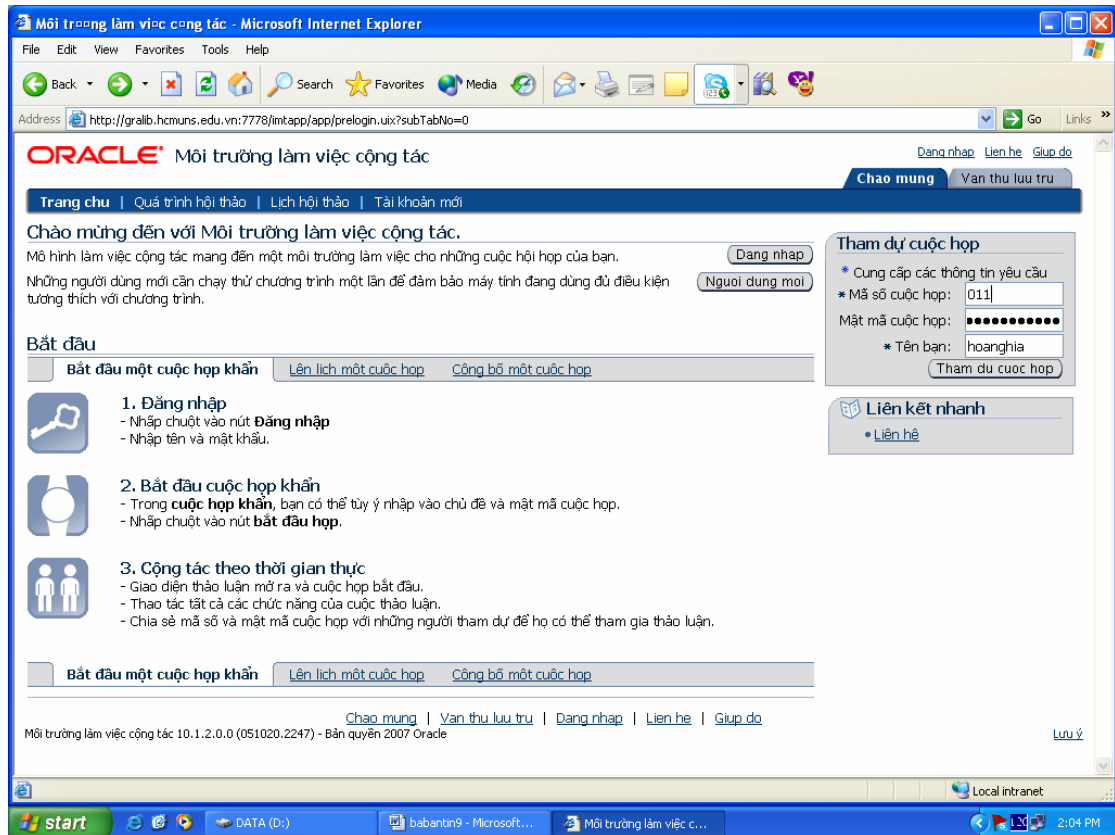 Môi tr¤¤ng làm vi¤c c¤ng tác - Microsoft Internet Explorer
File Edit View Favorites Tools Help
Back Search Favorites Media
Address http://gralib.hcmuns.edu.vn:7778/imtapp/app/prelogin.uix?subTabNo=0 Go Links »
ORACLE Môi trường làm việc cộng tác
Dang nhap Lien he Giup do
Chao mung Van thu luu tru
Trang chu | Quá trình hội thảo | Lịch hội thảo | Tài khoản mới
Chào mừng đến với Môi trường làm việc cộng tác.
Mô hình làm việc cộng tác mang đến một môi trường làm việc cho những cuộc hội họp của bạn. Dang nhap
Những người dùng mới cần chạy thử chương trình một lần để đảm bảo máy tính đang dùng đủ điều kiện Nguoi dung moi
tương thích với chương trình.
Tham dự cuộc họp
* Cung cấp các thông tin yêu cầu
* Mã số cuộc họp: 011
Mật mã cuộc họp: •••••••••••
* Tên bạn: hoanghia
Tham du cuoc hop
Liên kết nhanh
• Liên hệ
Bắt đầu
Bắt đầu một cuộc họp khẩn Lên lịch một cuộc họp Công bố một cuộc họp
1. Đăng nhập
- Nhấp chuột vào nút Đăng nhập
- Nhập tên và mật khẩu.
2. Bắt đầu cuộc họp khẩn
- Trong cuộc họp khẩn, bạn có thể tùy ý nhập vào chủ đề và mật mã cuộc họp.
- Nhấp chuột vào nút bắt đầu họp.
3. Cộng tác theo thời gian thực
- Giao diện thảo luận mở ra và cuộc họp bắt đầu.
- Thao tác tất cả các chức năng của cuộc thảo luận.
- Chia sẻ mã số và mật mã cuộc họp với những người tham dự để họ có thể tham gia thảo luận.
Bắt đầu một cuộc họp khẩn Lên lịch một cuộc họp Công bố một cuộc họp
Chao mung | Van thu luu tru | Dang nhap | Lien he | Giup do
Môi trường làm việc cộng tác 10.1.2.0.0 (051020.2247) - Bản quyền 2007 Oracle Lưu ý
Local intranet
start DATA (D:) babantin9 - Microsoft... Môi trường làm việc c... 2:04 PM